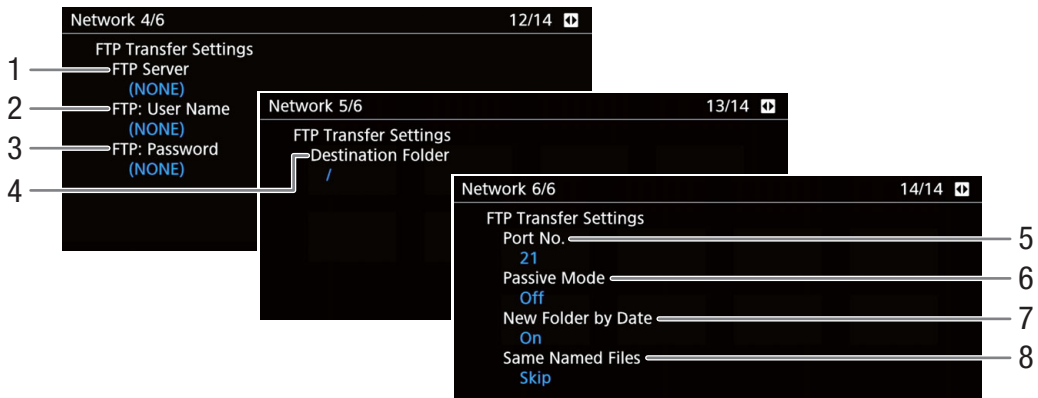 Network 4/6 12/14
FTP Transfer Settings
1 FTP Server
(NONE)
2 FTP: User Name
(NONE)
3 FTP: Password
(NONE)
Network 5/6 13/14
FTP Transfer Settings
4 Destination Folder
/
Network 6/6 14/14
FTP Transfer Settings
Port No. 5
21
Passive Mode 6
Off
New Folder by Date 7
On
Same Named Files 8
Skip